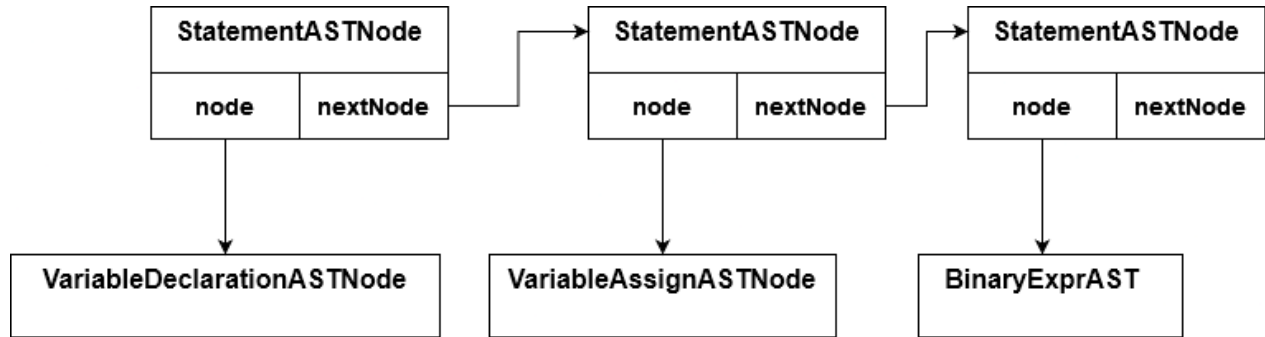 StatementASTNode StatementASTNode StatementASTNode
node nextNode node nextNode node nextNode
VariableDeclarationASTNode VariableAssignASTNode BinaryExprAST